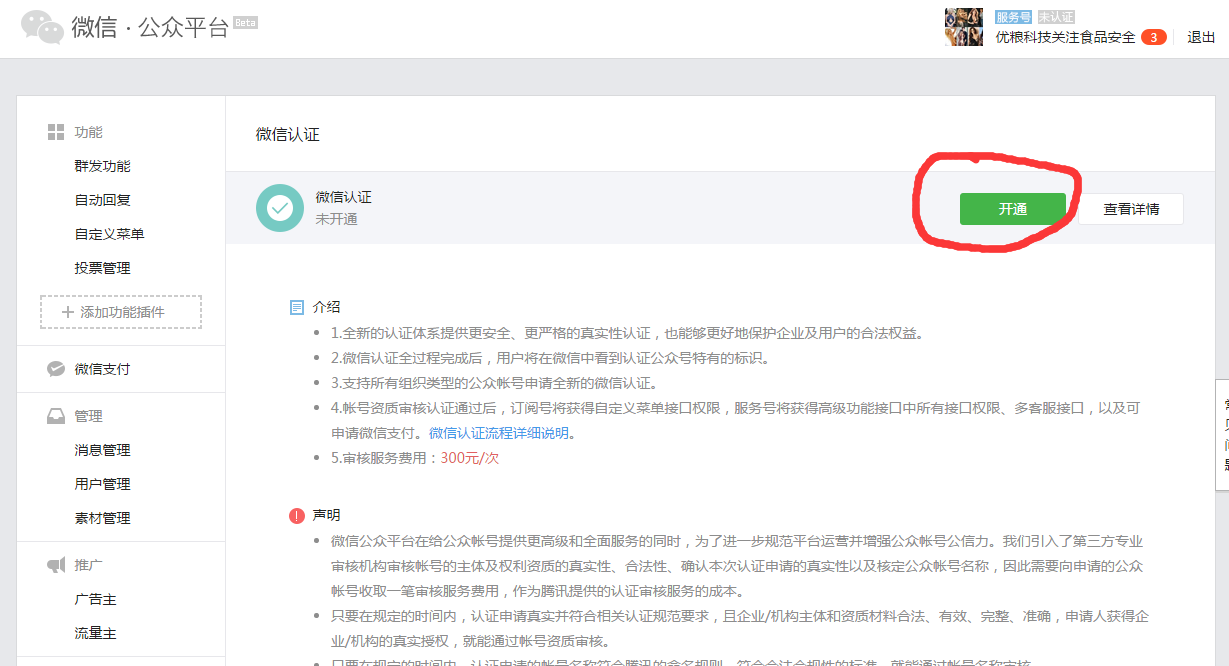 微信 · 公众平台 Beta
服务号 未认证
优粮科技关注食品安全 3 退出
功能
群发功能
自动回复
自定义菜单
投票管理
+ 添加功能插件
微信支付
管理
消息管理
用户管理
素材管理
推广
广告主
流量主
微信认证
微信认证
未开通
开通 查看详情
介绍
1.全新的认证体系提供更安全、更严格的真实性认证，也能够更好地保护企业及用户的合法权益。
2.微信认证全过程完成后，用户将在微信中看到认证公众号特有的标识。
3.支持所有组织类型的公众帐号申请全新的微信认证。
4.帐号资质审核认证通过后，订阅号将获得自定义菜单接口权限，服务号将获得高级功能接口中所有接口权限、多客服接口，以及可
申请微信支付。微信认证流程详细说明。
5.审核服务费用：300元/次
声明
微信公众平台在给公众帐号提供更高级和全面服务的同时，为了进一步规范平台运营并增强公众帐号公信力。我们引入了第三方专业
审核机构审核帐号的主体及权利资质的真实性、合法性、确认本次认证申请的真实性以及核定公众帐号名称，因此需要向申请的公众
帐号收取一笔审核服务费用，作为腾讯提供的认证审核服务的成本。
只要在规定的时间内，认证申请真实并符合相关认证规范要求，且企业/机构主体和资质材料合法、有效、完整、准确，申请人获得企
业/机构的真实授权，就能通过帐号资质审核。